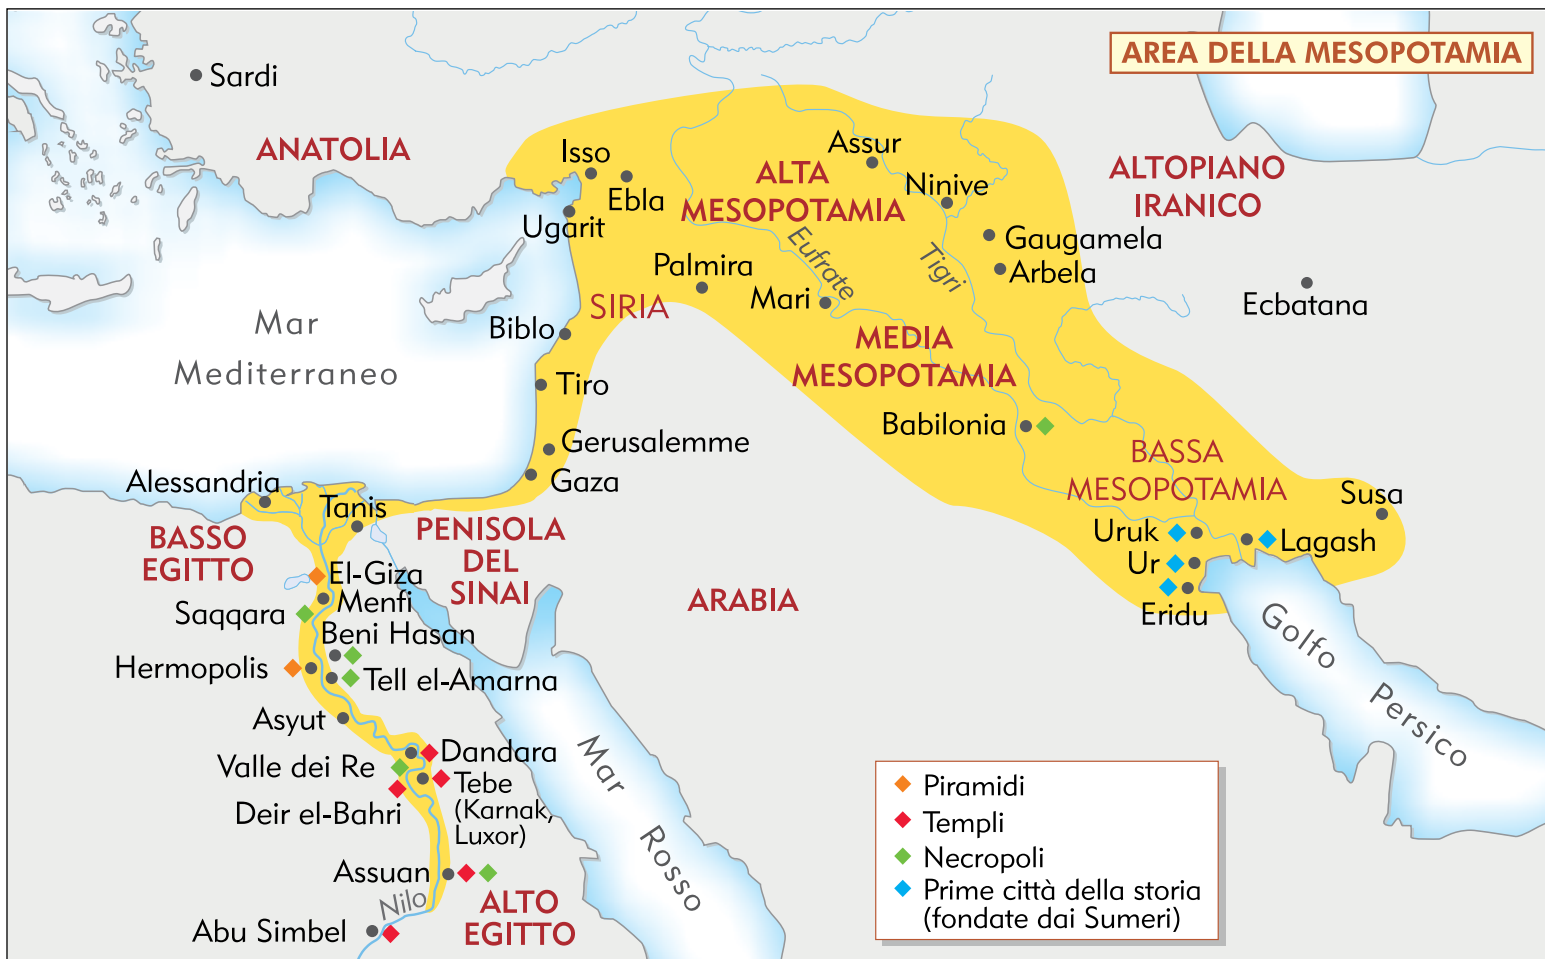 AREA DELLA MESOPOTAMIA
Sardi
ANATOLIA
Isso
Ebla
Ugarit
ALTA
MESOPOTAMIA
Assur
Ninive
ALTOPIANO
IRANICO
Eufrate
Tigri
Gaugamela
Arbela
Palmira
Mari
SIRIA
Ecbatana
Mar
Mediterraneo
Biblo
MEDIA
MESOPOTAMIA
Tiro
Babilonia
Gerusalemme
Gaza
BASSA
MESOPOTAMIA
Susa
Alessandria
Tanis
BASSO
EGITTO
PENISOLA
DEL
SINAI
Uruk
Lagash
Ur
Eridu
El-Giza
Menfi
Saqqara
ARABIA
Golfo
Persico
Beni Hasan
Hermopolis
Tell el-Amarna
Asyut
Dandara
Valle dei Re
Tebe
(Karnak,
Luxor)
Deir el-Bahri
Mar
Rosso
Assuan
Nilo
ALTO
EGITTO
Abu Simbel
Piramidi
Templi
Necropoli
Prime città della storia
(fondate dai Sumeri)